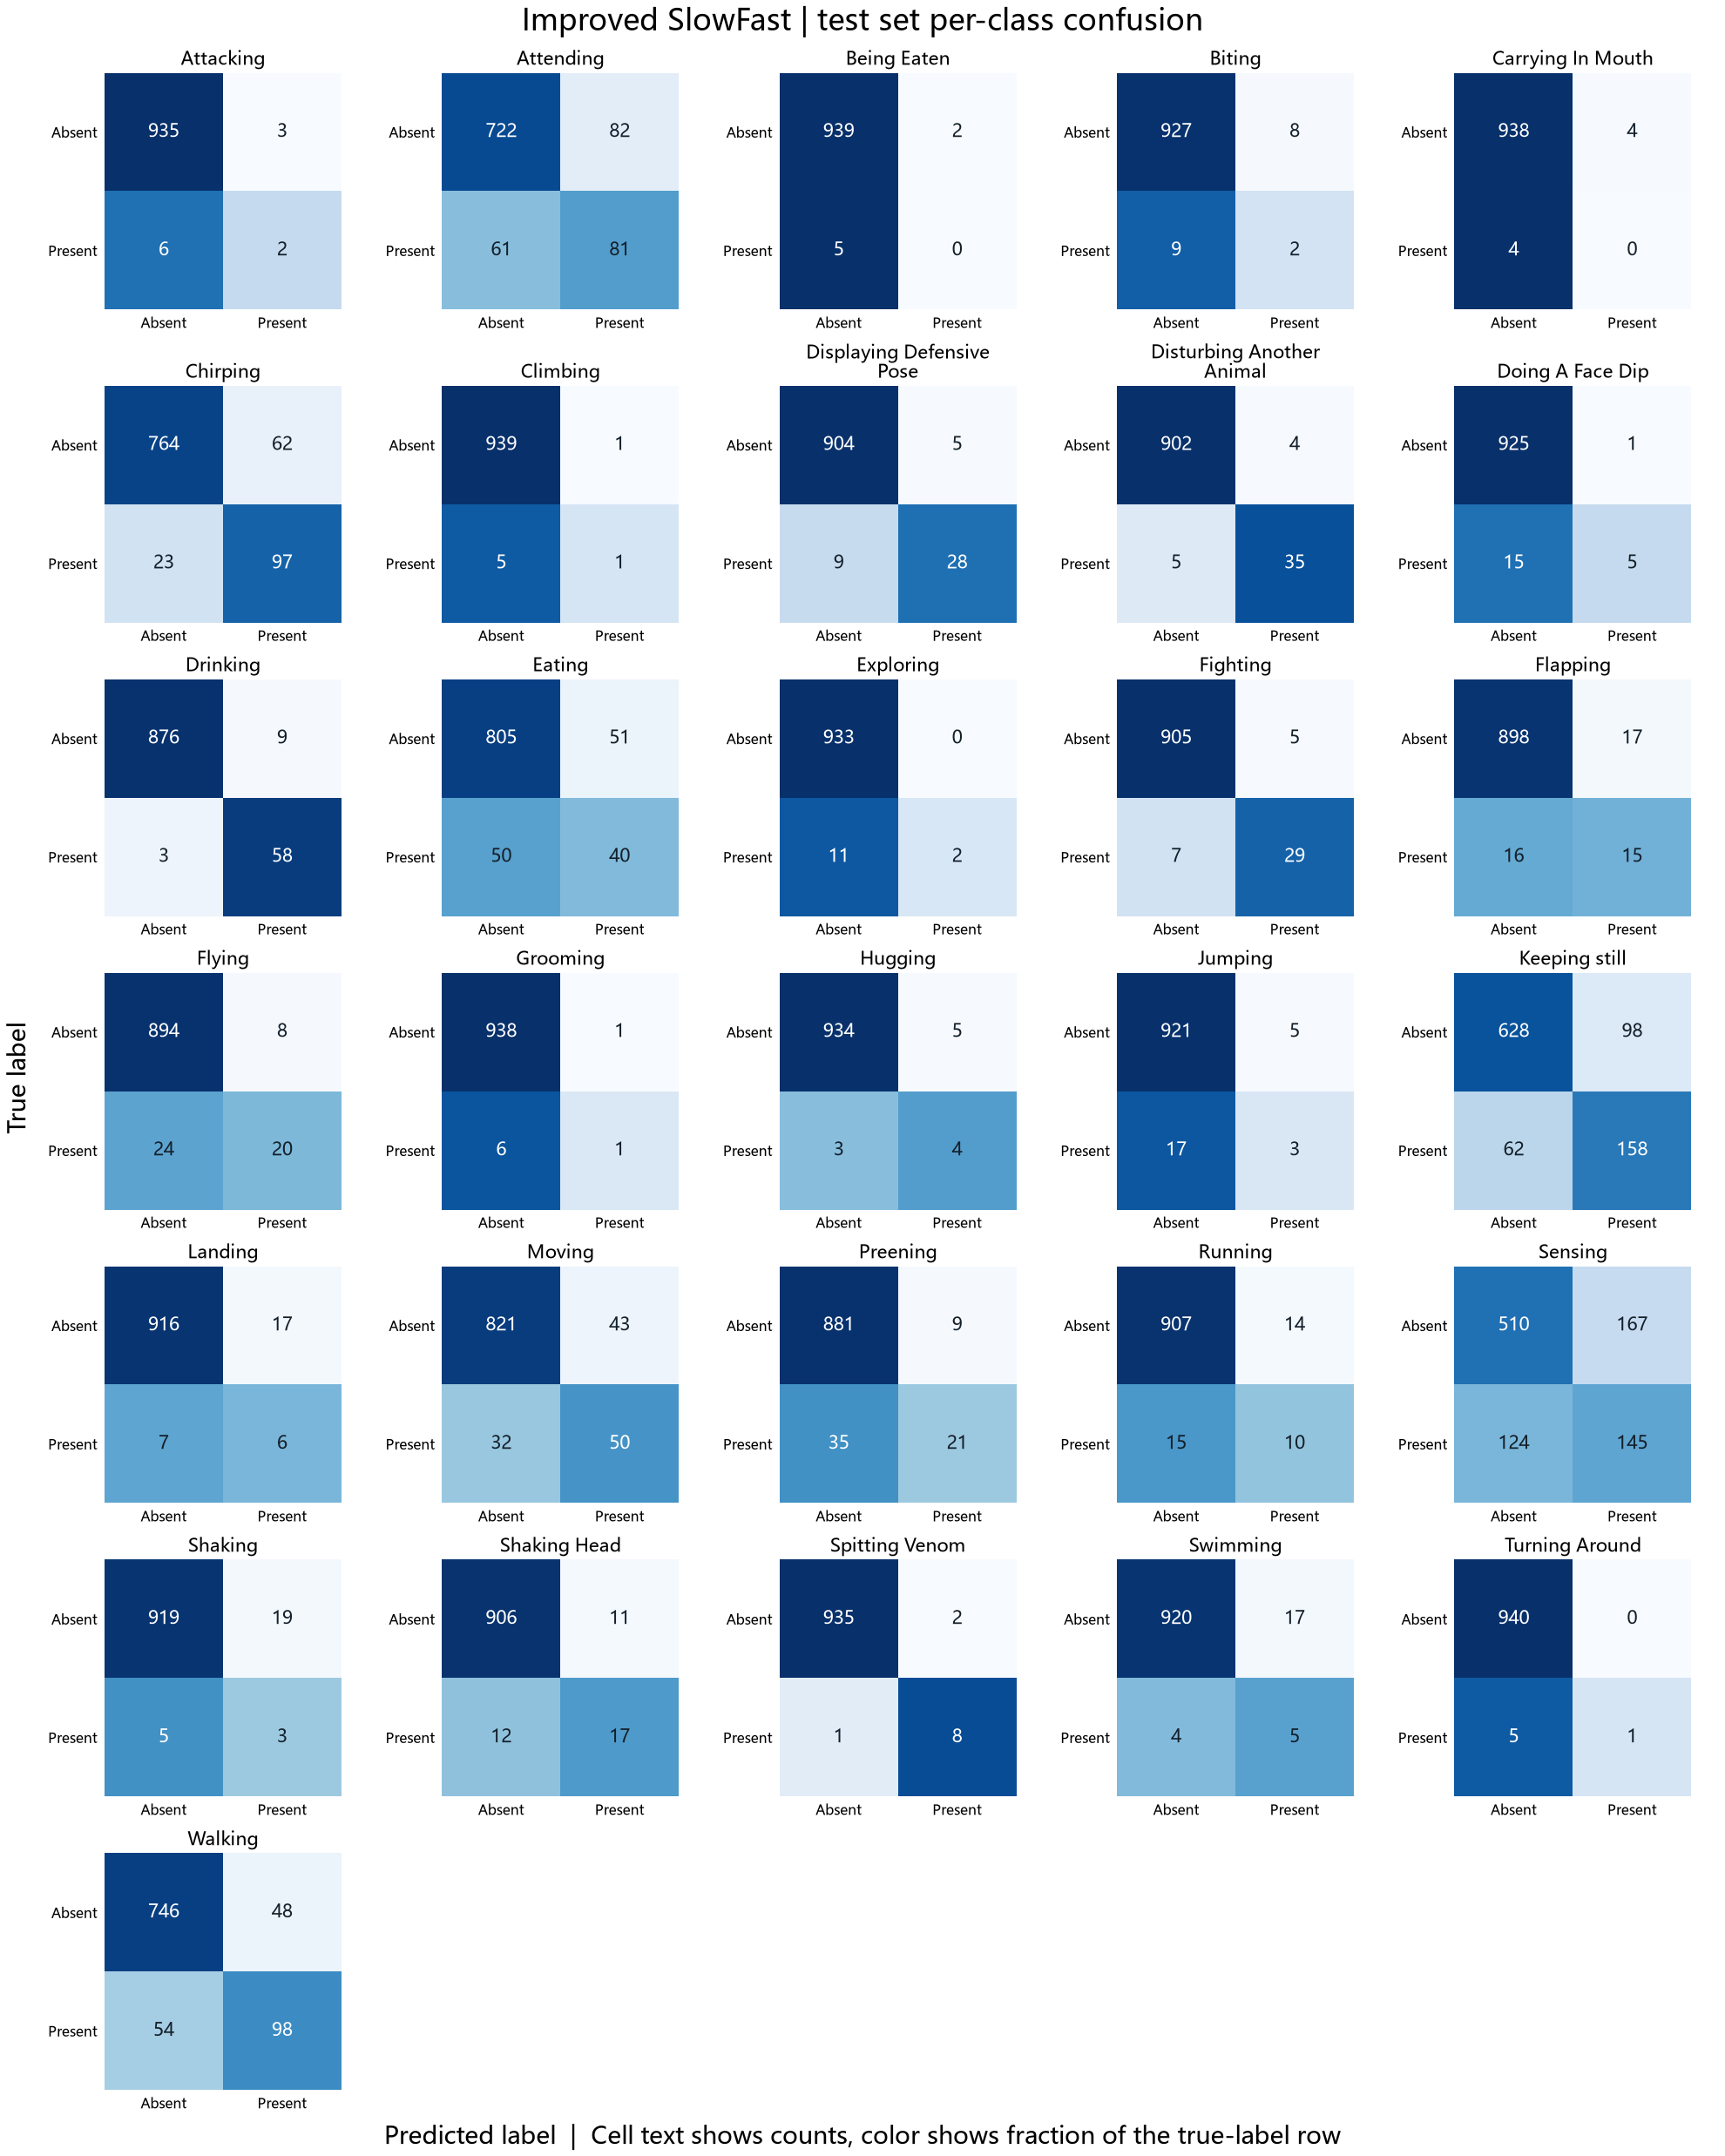 Improved SlowFast | test set per-class confusion
Attacking
Attending
Being Eaten
Biting
Carrying In Mouth
Absent 935 3
Absent 722 82
Absent 939 2
Absent 927 8
Absent 938 4
Present 6 2
Present 61 81
Present 5 0
Present 9 2
Present 4 0
Absent Present
Absent Present
Absent Present
Absent Present
Absent Present
Chirping
Climbing
Displaying Defensive
Pose
Disturbing Another
Animal
Doing A Face Dip
Absent 764 62
Absent 939 1
Absent 904 5
Absent 902 4
Absent 925 1
Present 23 97
Present 5 1
Present 9 28
Present 5 35
Present 15 5
Absent Present
Absent Present
Absent Present
Absent Present
Absent Present
Drinking
Eating
Exploring
Fighting
Flapping
Absent 876 9
Absent 805 51
Absent 933 0
Absent 905 5
Absent 898 17
Present 3 58
Present 50 40
Present 11 2
Present 7 29
Present 16 15
Absent Present
Absent Present
Absent Present
Absent Present
Absent Present
Flying
Grooming
Hugging
Jumping
Keeping still
Absent 894 8
Absent 938 1
Absent 934 5
Absent 921 5
Absent 628 98
Present 24 20
Present 6 1
Present 3 4
Present 17 3
Present 62 158
Absent Present
Absent Present
Absent Present
Absent Present
Absent Present
True label
Landing
Moving
Preening
Running
Sensing
Absent 916 17
Absent 821 43
Absent 881 9
Absent 907 14
Absent 510 167
Present 7 6
Present 32 50
Present 35 21
Present 15 10
Present 124 145
Absent Present
Absent Present
Absent Present
Absent Present
Absent Present
Shaking
Shaking Head
Spitting Venom
Swimming
Turning Around
Absent 919 19
Absent 906 11
Absent 935 2
Absent 920 17
Absent 940 0
Present 5 3
Present 12 17
Present 1 8
Present 4 5
Present 5 1
Absent Present
Absent Present
Absent Present
Absent Present
Absent Present
Walking
Absent 746 48
Present 54 98
Absent Present
Predicted label | Cell text shows counts, color shows fraction of the true-label row